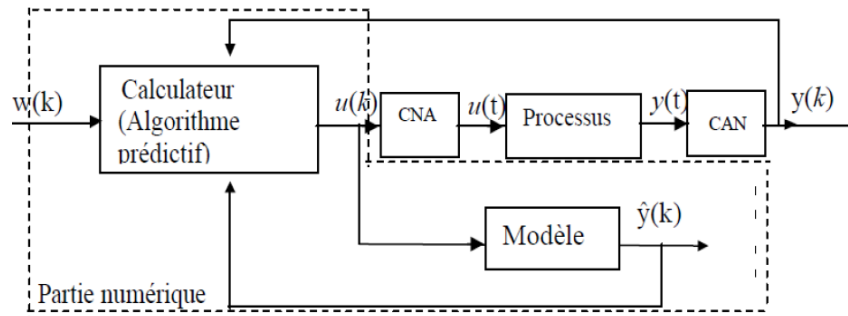 w(k)
Calculateur
(Algorithme
prédictif)
u(k)
CNA
u(t)
Processus
y(t)
CAN
y(k)
Modèle
ŷ(k)
Partie numérique